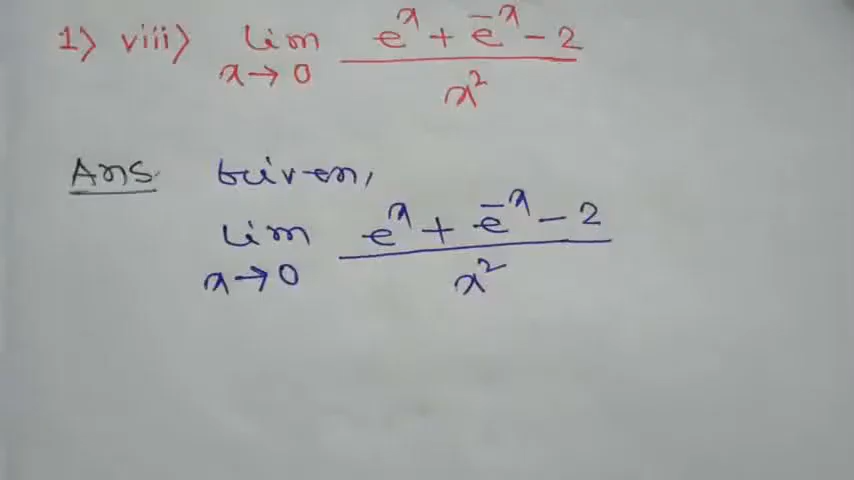 1) viii) lim e^x + e^-x - 2
x → 0 x^2
Ans. Given,
lim e^x + e^-x - 2
x → 0 x^2